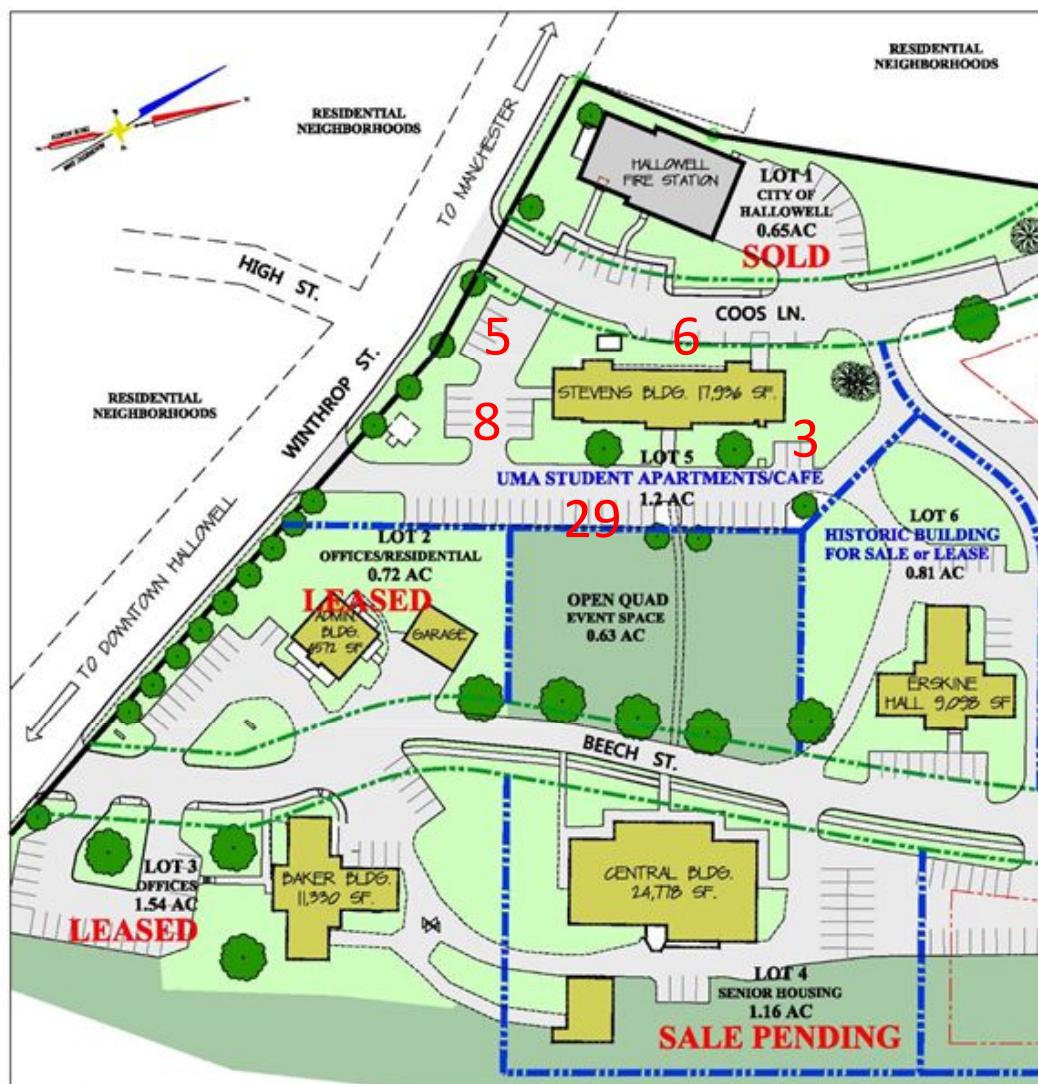 RESIDENTIAL
NEIGHBORHOODS
RESIDENTIAL
NEIGHBORHOODS
TO MANCHESTER
HALLOWELL
FIRE STATION
LOT 1
CITY OF
HALLOWELL
0.65AC
SOLD
HIGH ST.
COOS LN.
5
6
RESIDENTIAL
NEIGHBORHOODS
WINTHROP ST.
STEVENS BLDG. 17,936 SF.
8
3
LOT 5
UMA STUDENT APARTMENTS/CAFE
1.2 AC
29
LOT 6
HISTORIC BUILDING
FOR SALE or LEASE
0.81 AC
LOT 2
OFFICES/RESIDENTIAL
0.72 AC
LEASED
TO DOWNTOWN HALLOWELL
ADMIN.
BLDG.
4572 SF.
GARAGE
OPEN QUAD
EVENT SPACE
0.63 AC
ERSKINE
HALL 9,098 SF
BEECH ST.
LOT 3
OFFICES
1.54 AC
LEASED
BAKER BLDG.
11,330 SF.
CENTRAL BLDG.
24,778 SF.
LOT 4
SENIOR HOUSING
1.16 AC
SALE PENDING